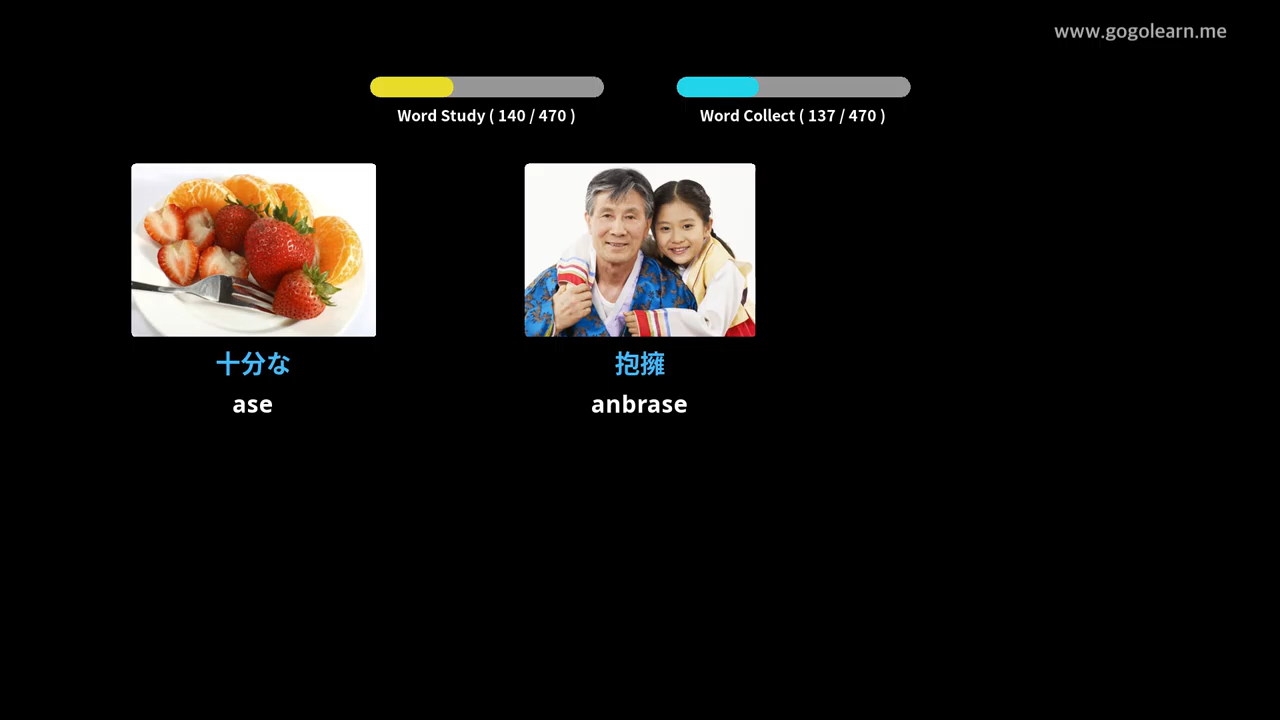 www.gogolearn.me
Word Study ( 140 / 470 )
Word Collect ( 137 / 470 )
十分な
ase
抱擁
anbrase